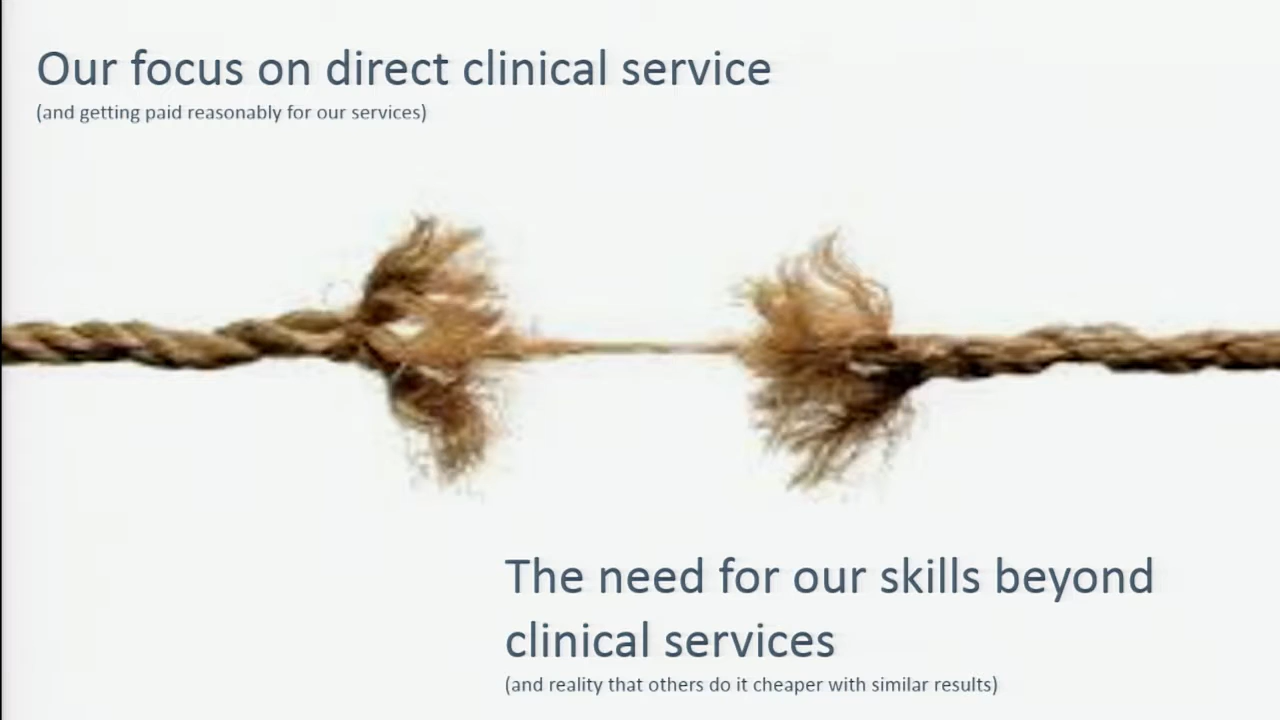 Our focus on direct clinical service
(and getting paid reasonably for our services)
The need for our skills beyond
clinical services
(and reality that others do it cheaper with similar results)